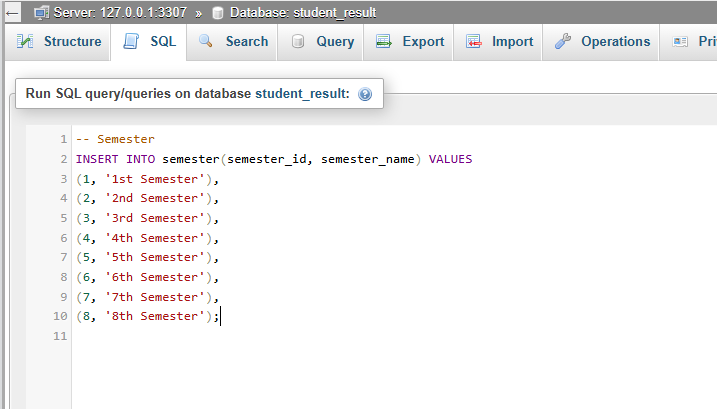 Server: 127.0.0.1:3307 » Database: student_result
Structure SQL Search Query Export Import Operations Pri
Run SQL query/queries on database student_result:
1 -- Semester
2 INSERT INTO semester(semester_id, semester_name) VALUES
3 (1, '1st Semester'),
4 (2, '2nd Semester'),
5 (3, '3rd Semester'),
6 (4, '4th Semester'),
7 (5, '5th Semester'),
8 (6, '6th Semester'),
9 (7, '7th Semester'),
10 (8, '8th Semester');
11